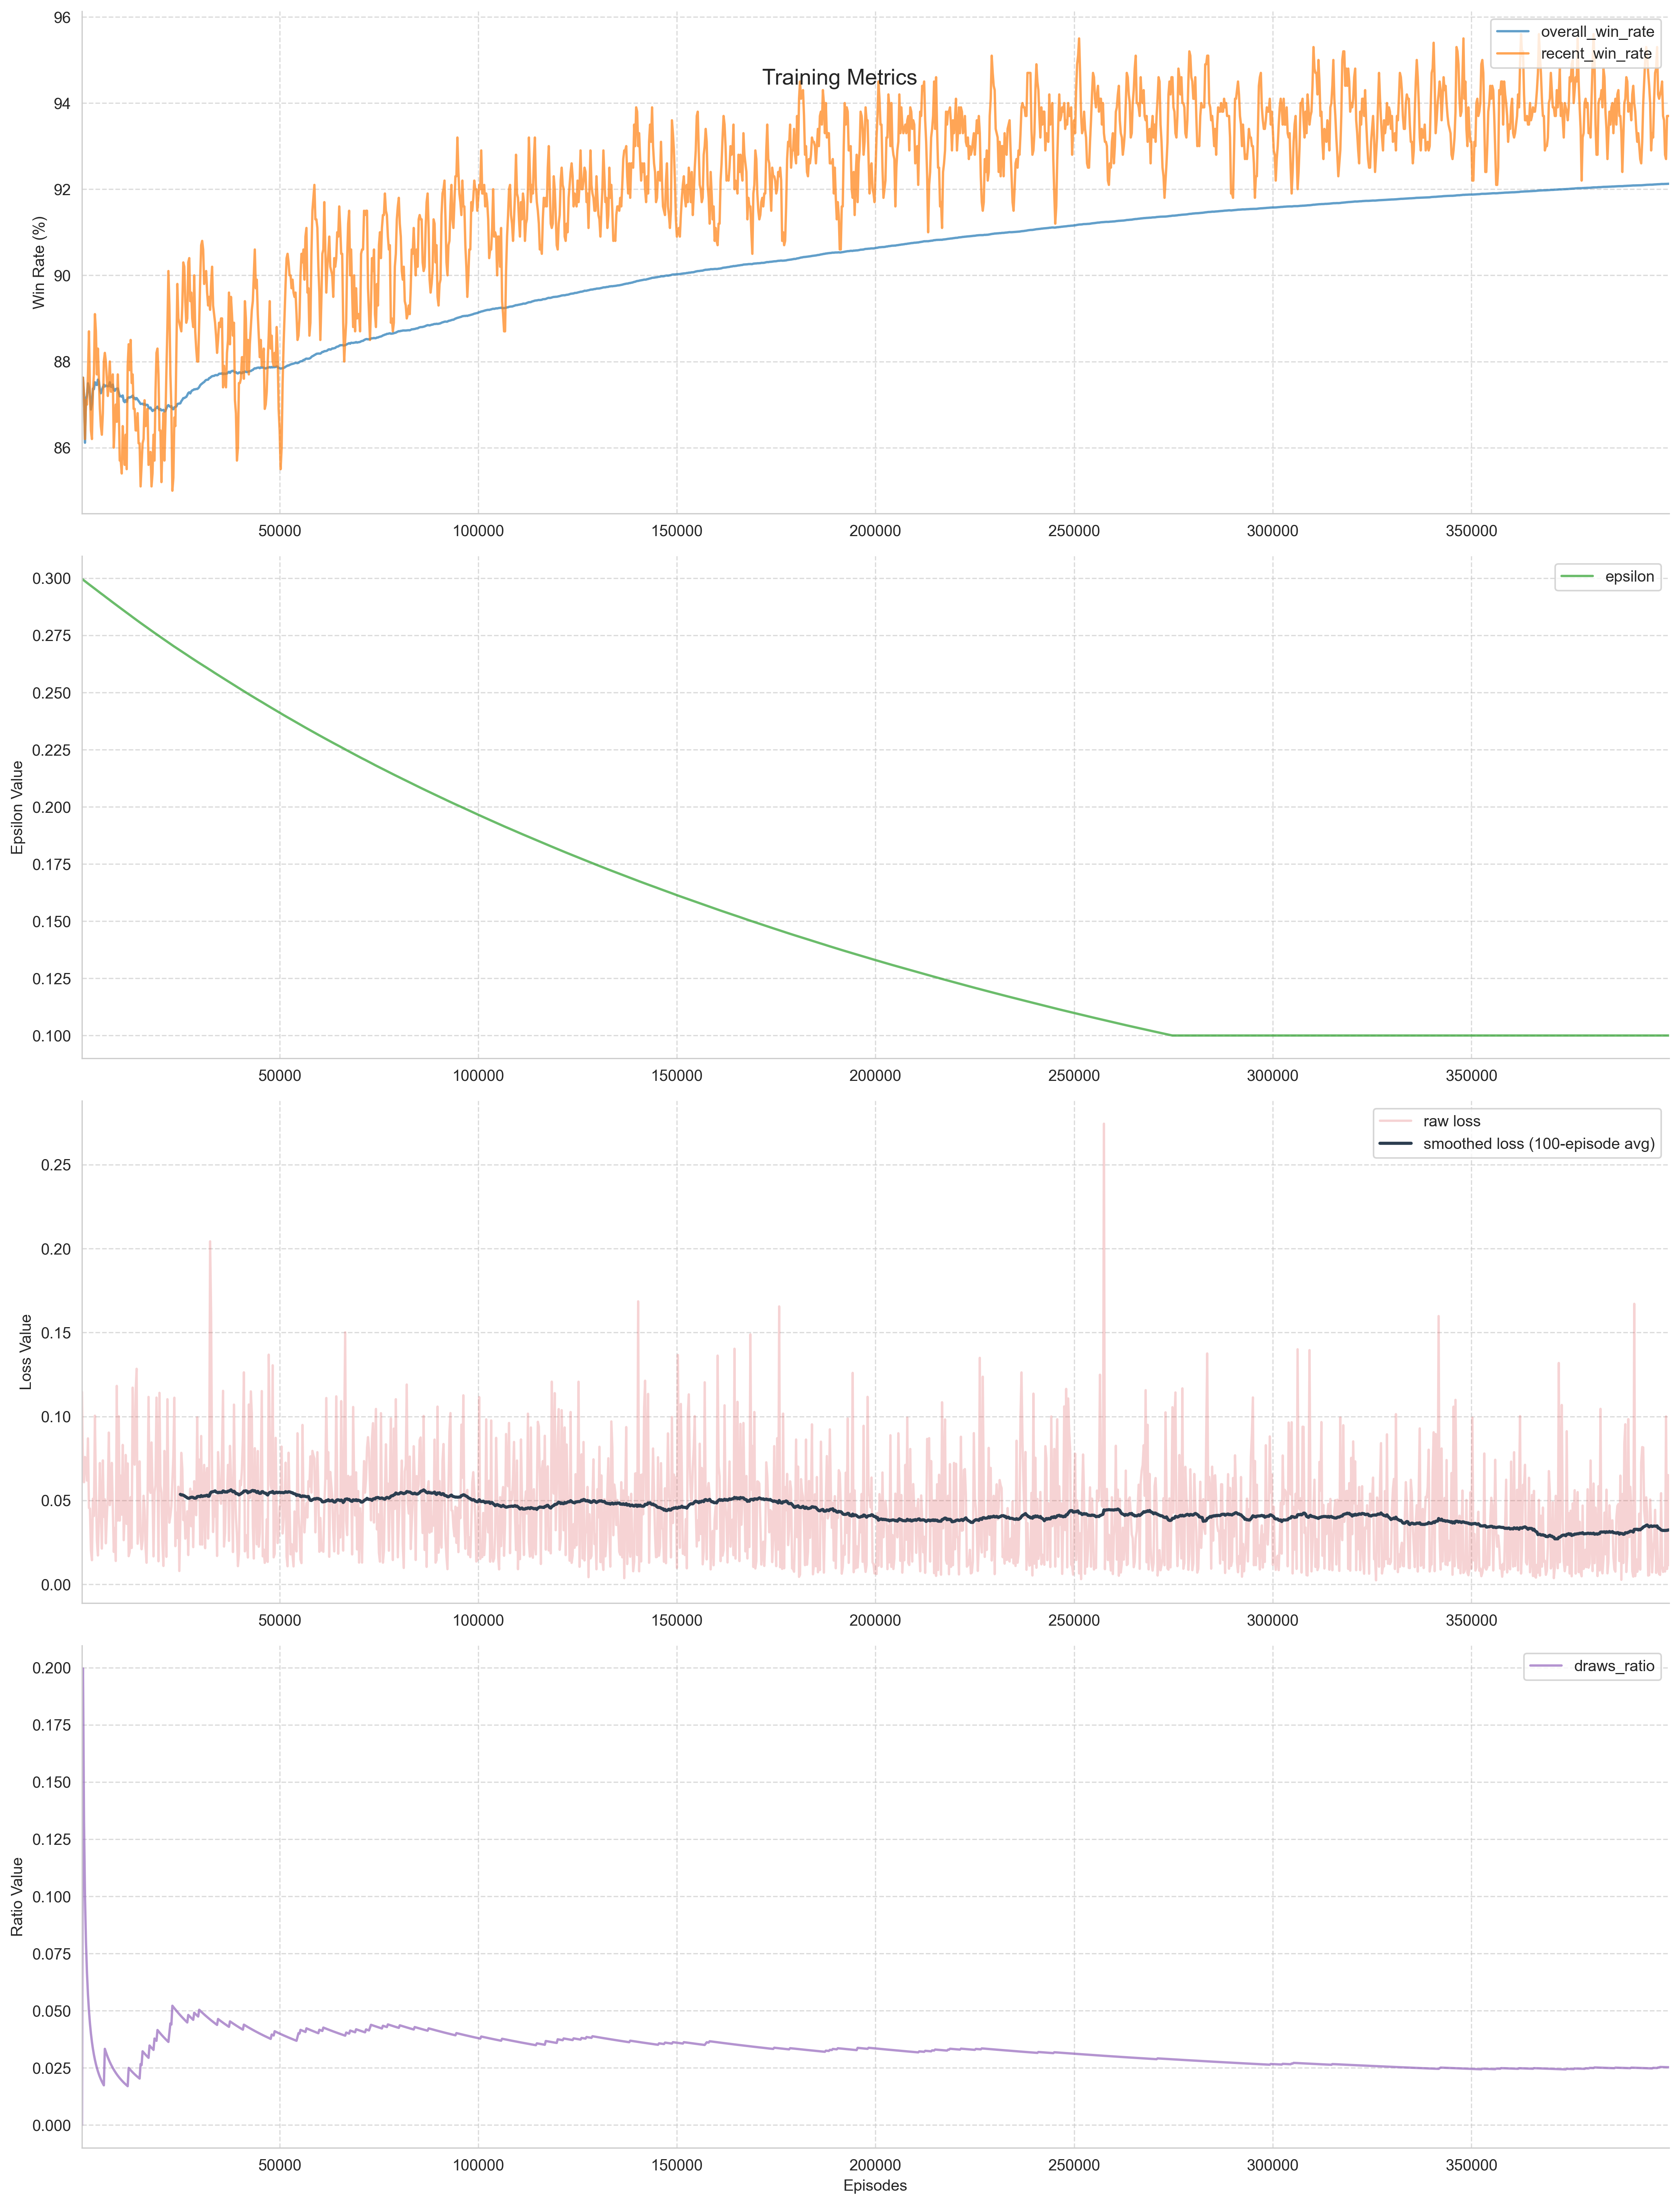 Training Metrics
overall_win_rate
recent_win_rate
Win Rate (%)
96
94
92
90
88
86
50000 100000 150000 200000 250000 300000 350000
epsilon
Epsilon Value
0.300
0.275
0.250
0.225
0.200
0.175
0.150
0.125
0.100
50000 100000 150000 200000 250000 300000 350000
raw loss
smoothed loss (100-episode avg)
Loss Value
0.25
0.20
0.15
0.10
0.05
0.00
50000 100000 150000 200000 250000 300000 350000
draws_ratio
Ratio Value
0.200
0.175
0.150
0.125
0.100
0.075
0.050
0.025
0.000
50000 100000 150000 200000 250000 300000 350000
Episodes